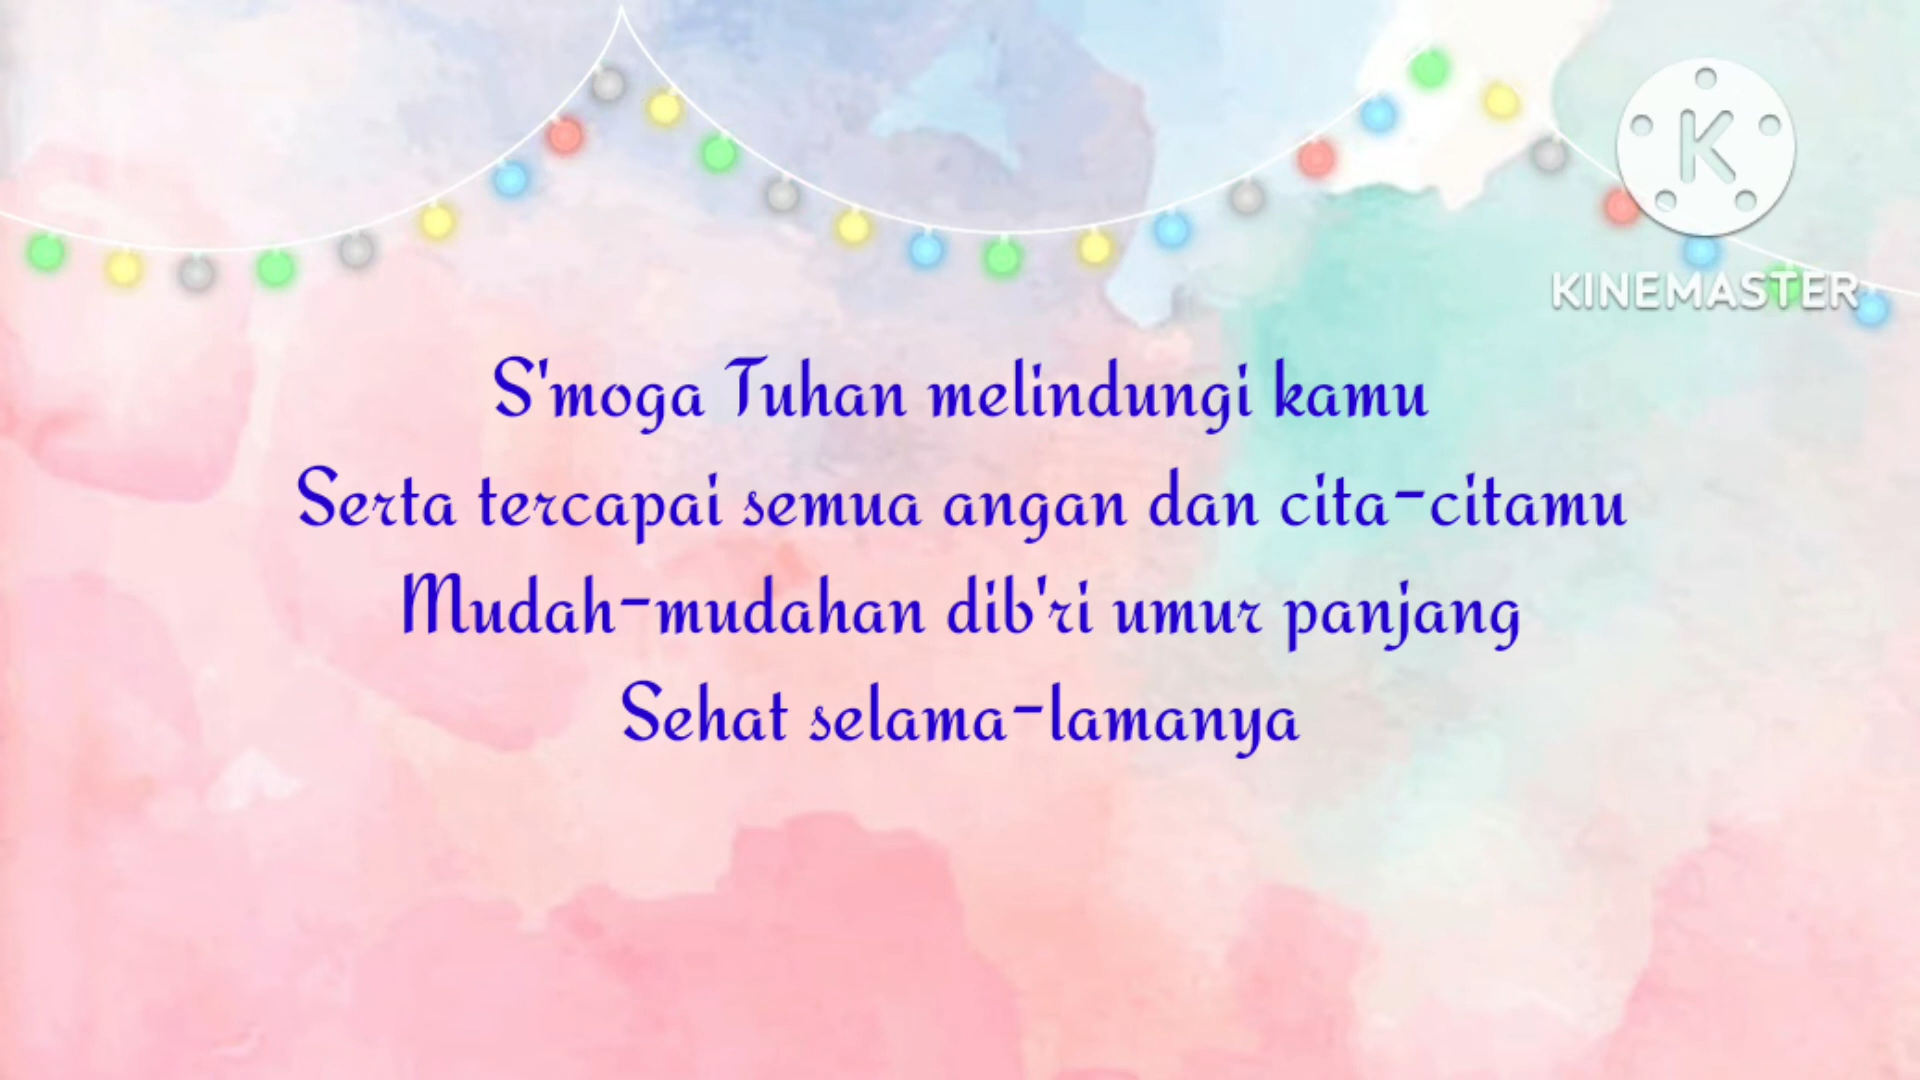 K
KINEMASTER
S'moga Tuhan melindungi kamu
Serta tercapai semua angan dan cita-citamu
Mudah-mudahan dib'ri umur panjang
Sehat selama-lamanya